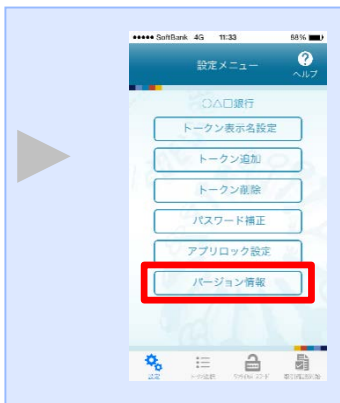 ●●●●● SoftBank 4G 11:33 88%
設定メニュー
ヘルプ
○△□銀行
トークン表示名設定
トークン追加
トークン削除
パスワード補正
アプリロック設定
バージョン情報
設定